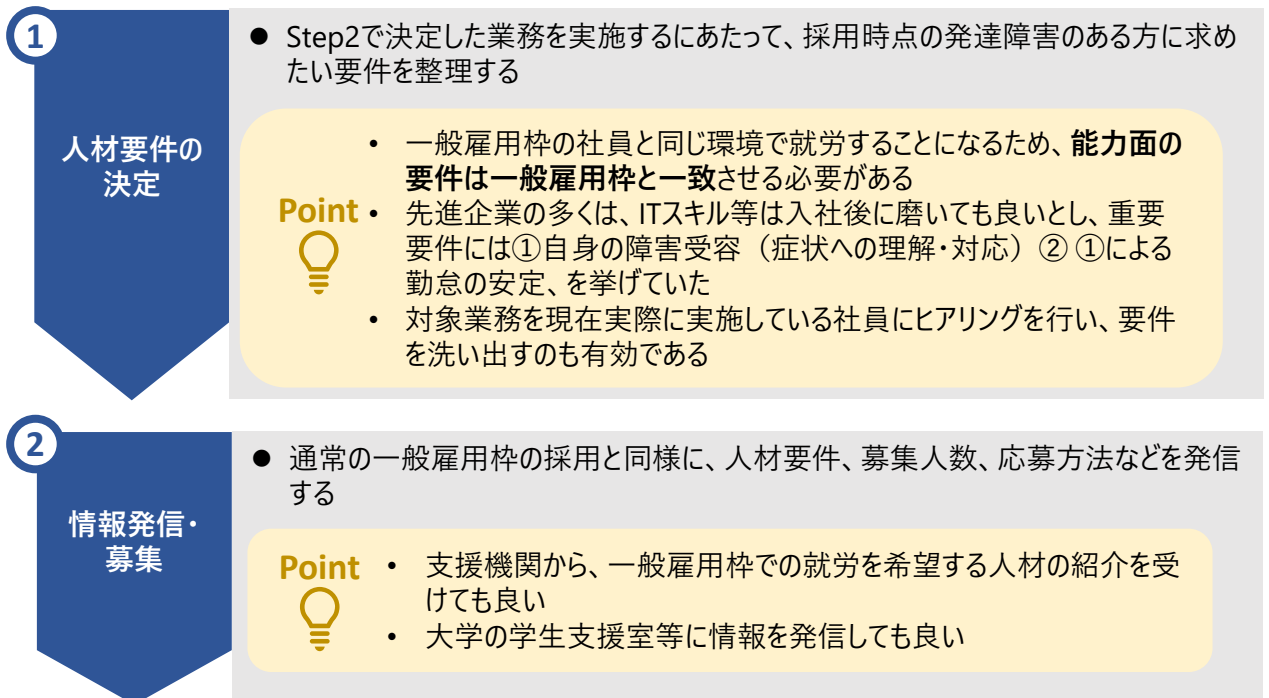 1
● Step2で決定した業務を実施するにあたって、採用時点の発達障害のある方に求め
たい要件を整理する
人材要件の
決定
Point
• 一般雇用枠の社員と同じ環境で就労することになるため、能力面の
要件は一般雇用枠と一致させる必要がある
• 先進企業の多くは、ITスキル等は入社後に磨いても良いとし、重要
要件には①自身の障害受容（症状への理解・対応）② ①による
勤怠の安定、を挙げていた
• 対象業務を現在実際に実施している社員にヒアリングを行い、要件
を洗い出すのも有効である
2
● 通常の一般雇用枠の採用と同様に、人材要件、募集人数、応募方法などを発信
する
情報発信・
募集
Point
• 支援機関から、一般雇用枠での就労を希望する人材の紹介を受
けても良い
• 大学の学生支援室等に情報を発信しても良い